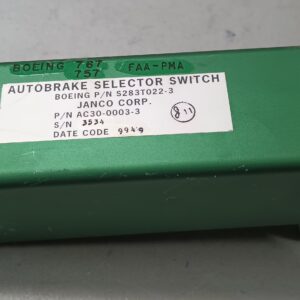 BOEING 767 FAA-PMA
757
AUTOBRAKE SELECTOR SWITCH
BOEING P/N S283T022-3
JANCO CORP.
P/N AC30-0003-3
S/N 3534
DATE CODE 9949